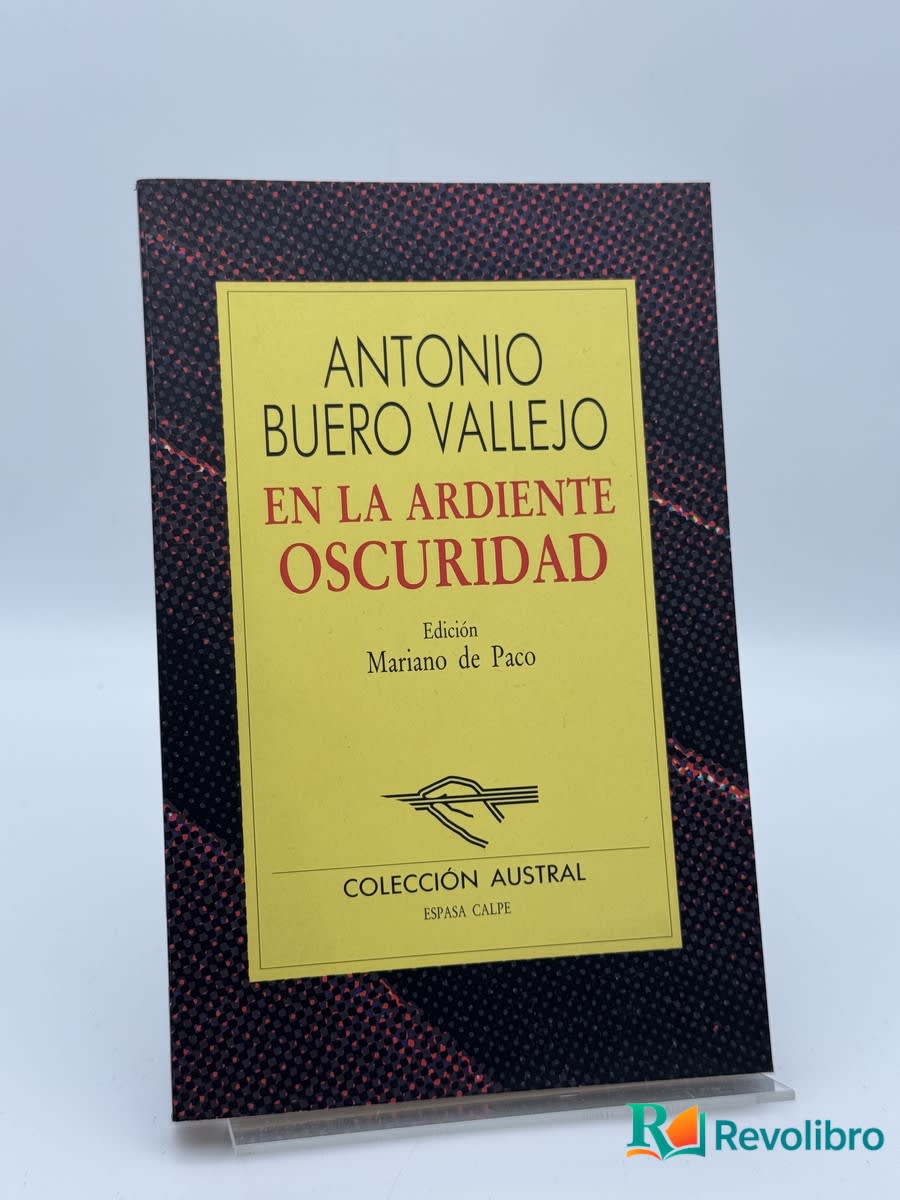 ANTONIO
BUERO VALLEJO
EN LA ARDIENTE
OSCURIDAD
Edición
Mariano de Paco
COLECCIÓN AUSTRAL
ESPASA CALPE
R Revolibro